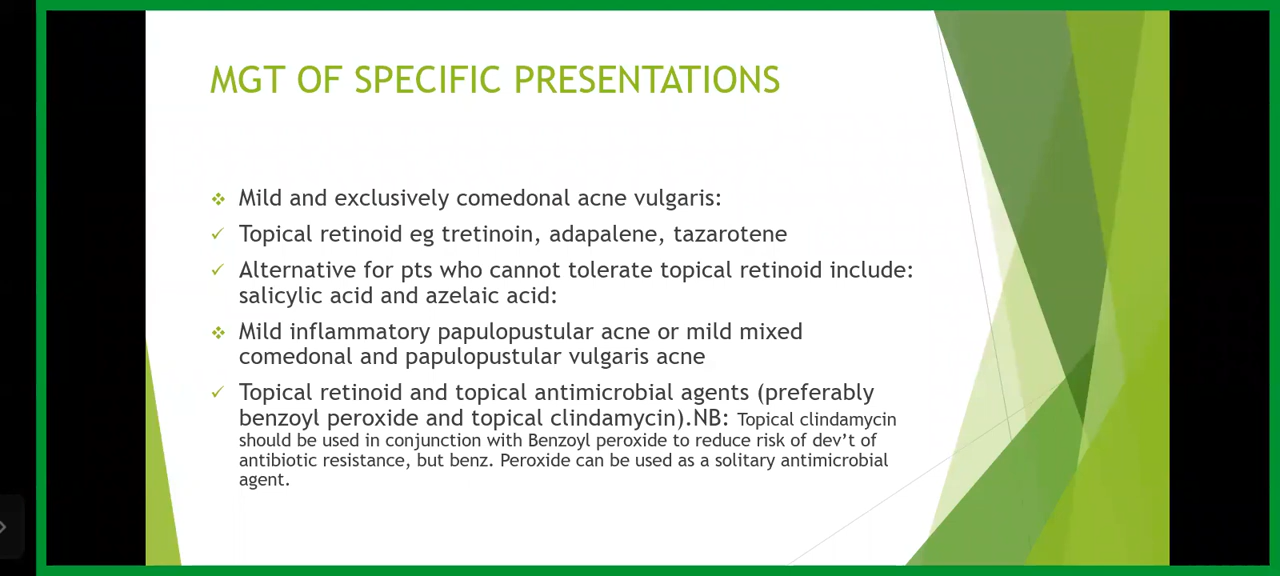 MGT OF SPECIFIC PRESENTATIONS
Mild and exclusively comedonal acne vulgaris:
Topical retinoid eg tretinoin, adapalene, tazarotene
Alternative for pts who cannot tolerate topical retinoid include:
salicylic acid and azelaic acid:
Mild inflammatory papulopustular acne or mild mixed
comedonal and papulopustular vulgaris acne
Topical retinoid and topical antimicrobial agents (preferably
benzoyl peroxide and topical clindamycin).NB: Topical clindamycin
should be used in conjunction with Benzoyl peroxide to reduce risk of dev’t of
antibiotic resistance, but benz. Peroxide can be used as a solitary antimicrobial
agent.